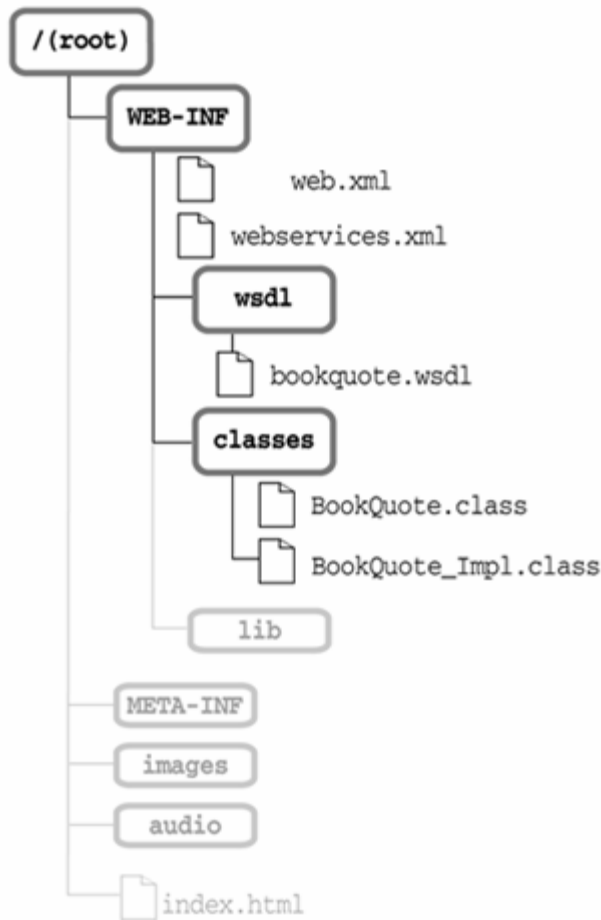 /(root)
WEB-INF
web.xml
webservices.xml
wsdl
bookquote.wsdl
classes
BookQuote.class
BookQuote_Impl.class
lib
META-INF
images
audio
index.html